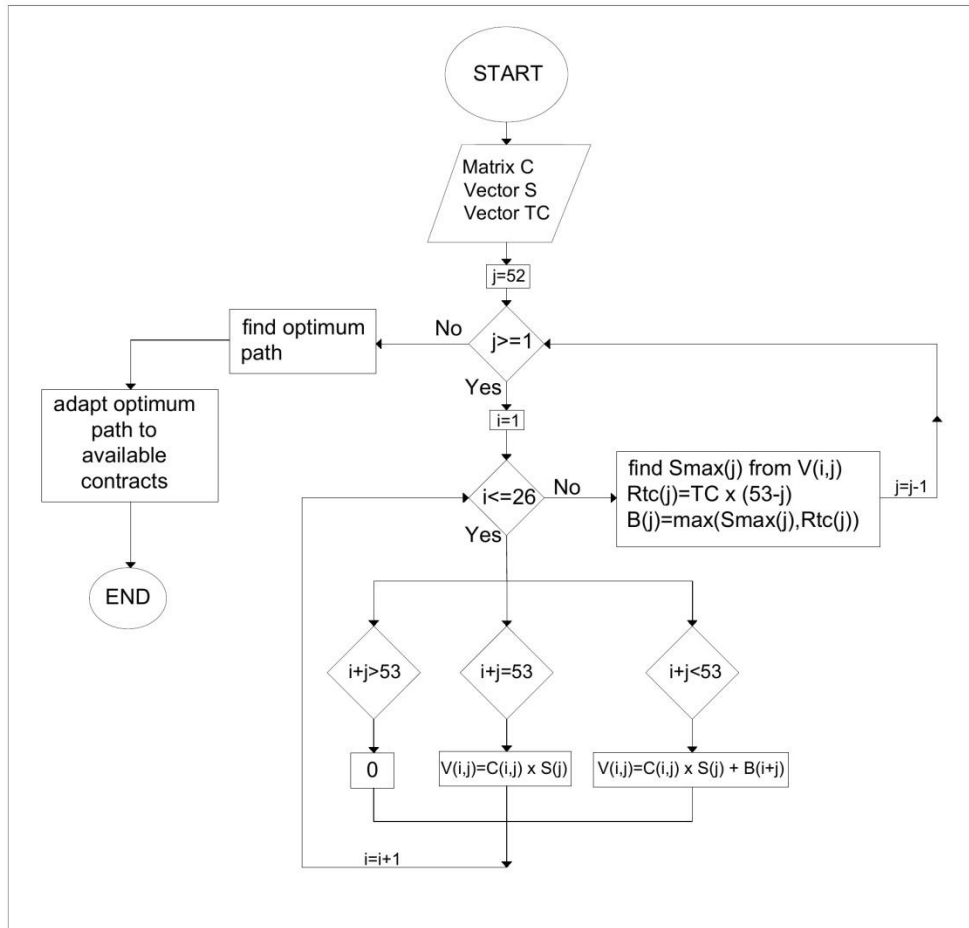 START
Matrix C
Vector S
Vector TC
j=52
j>=1
No
find optimum
path
adapt optimum
path to
available
contracts
END
Yes
i=1
i<=26
No
find Smax(j) from V(i,j)
Rtc(j)=TC x (53-j)
B(j)=max(Smax(j),Rtc(j))
j=j-1
Yes
i+j>53
i+j=53
i+j<53
0
V(i,j)=C(i,j) x S(j)
V(i,j)=C(i,j) x S(j) + B(i+j)
i=i+1